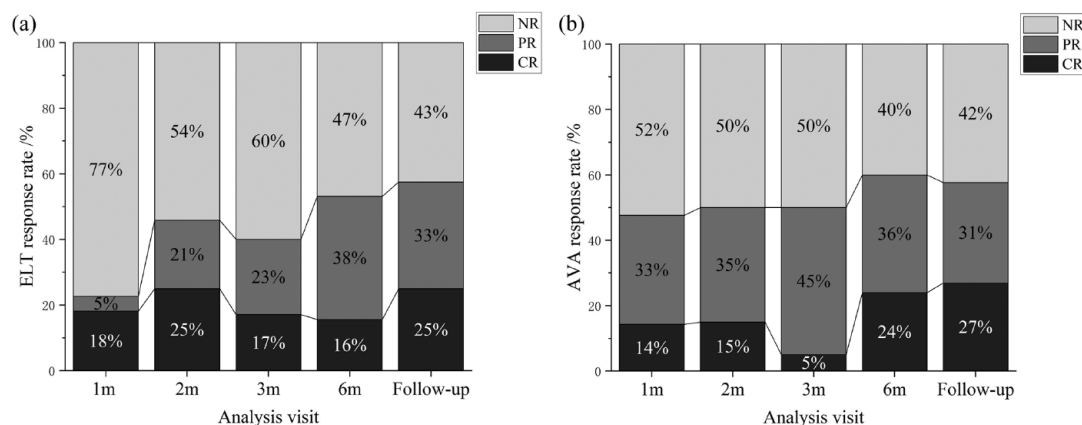 (a)
NR
PR
CR
ELT response rate /%
100
80
60
40
20
0
77%
54%
60%
47%
43%
5%
21%
23%
38%
33%
18%
25%
17%
16%
25%
1m
2m
3m
6m
Follow-up
Analysis visit
(b)
NR
PR
CR
AVA response rate /%
100
80
60
40
20
0
52%
50%
50%
40%
42%
33%
35%
45%
36%
31%
14%
15%
5%
24%
27%
1m
2m
3m
6m
Follow-up
Analysis visit